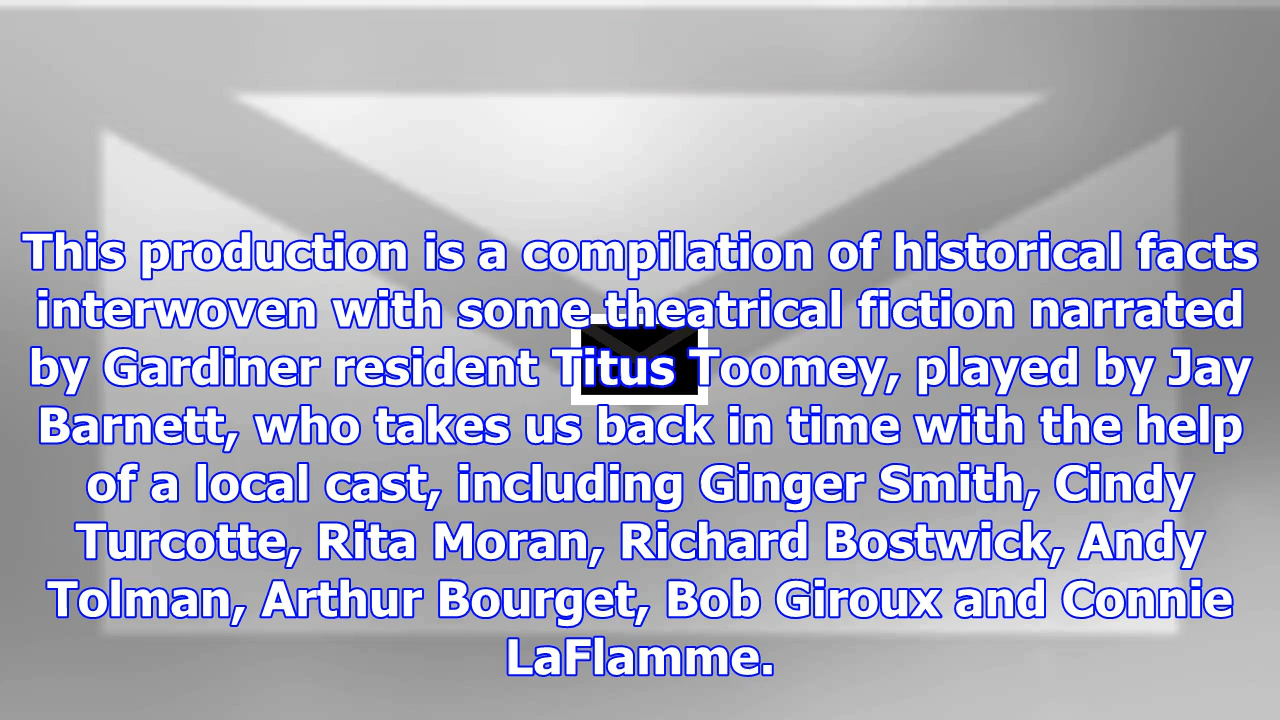 This production is a compilation of historical facts
interwoven with some theatrical fiction narrated
by Gardiner resident Titus Toomey, played by Jay
Barnett, who takes us back in time with the help
of a local cast, including Ginger Smith, Cindy
Turcotte, Rita Moran, Richard Bostwick, Andy
Tolman, Arthur Bourget, Bob Giroux and Connie
LaFlamme.